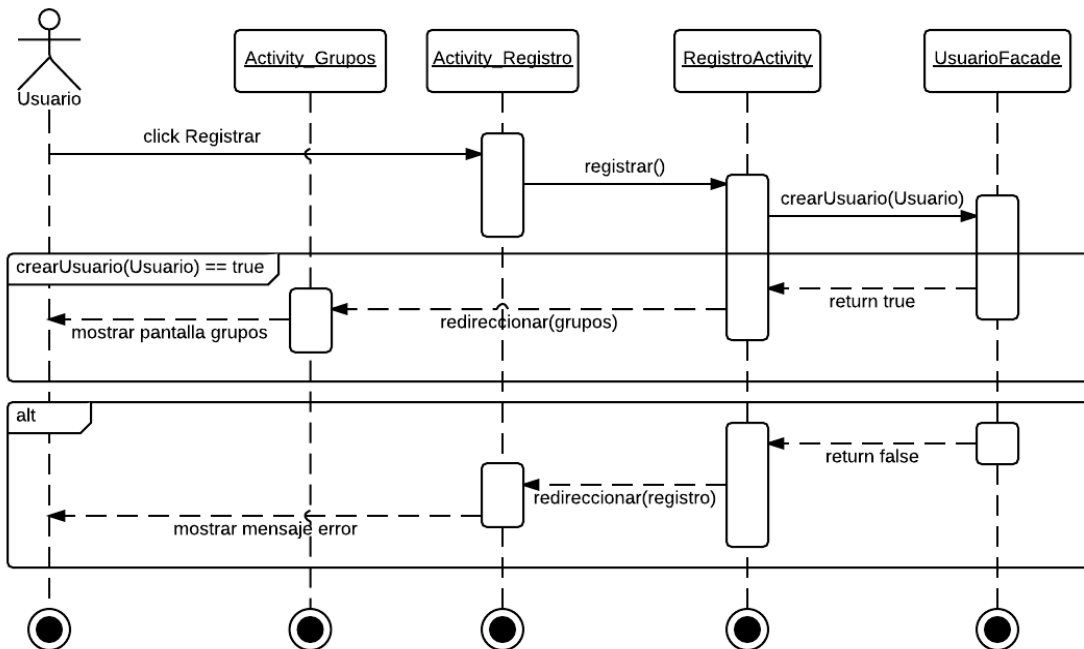 Usuario
Activity_Grupos
Activity_Registro
RegistroActivity
UsuarioFacade
click Registrar
registrar()
crearUsuario(Usuario)
crearUsuario(Usuario) == true
return true
redireccionar(grupos)
mostrar pantalla grupos
alt
return false
redireccionar(registro)
mostrar mensaje error